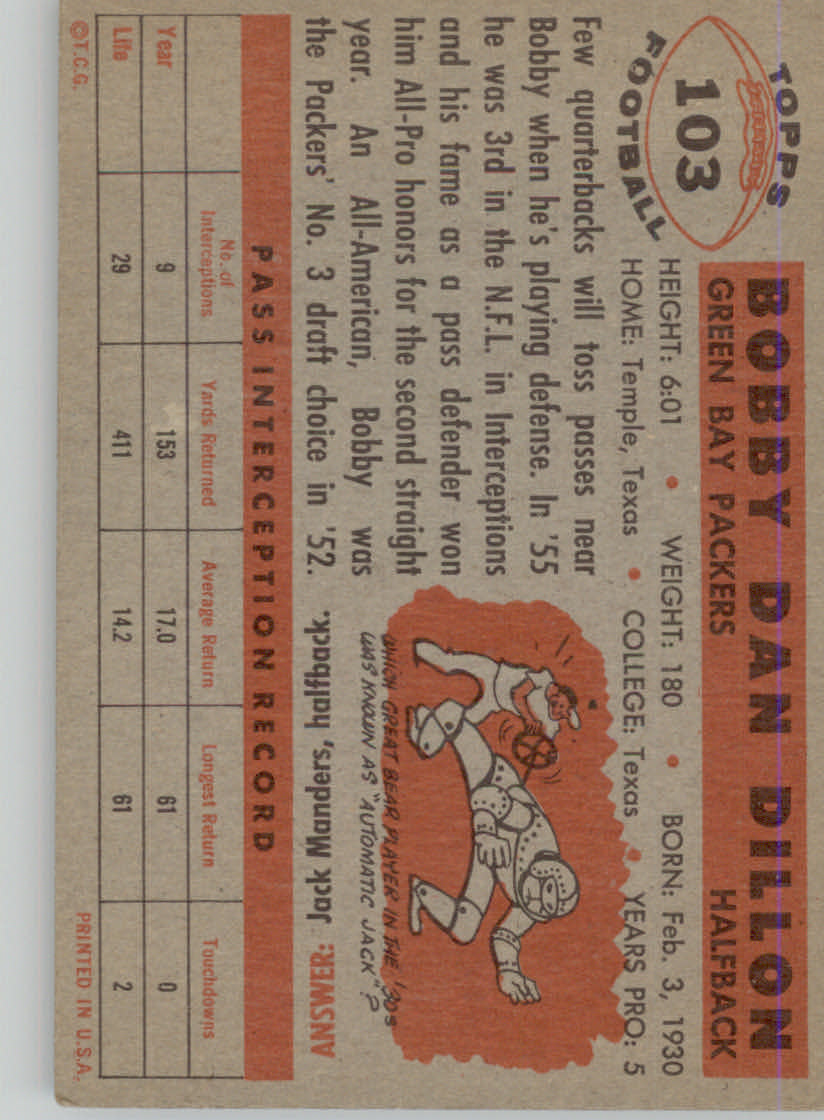 TOPPS
103
FOOTBALL
BOBBY DAN DILLON
GREEN BAY PACKERS HALFBACK
HEIGHT: 6:01 • WEIGHT: 180 • BORN: Feb. 3, 1930
HOME: Temple, Texas • COLLEGE: Texas • YEARS PRO: 5
Few quarterbacks will toss passes near
Bobby when he's playing defense. In '55
he was 3rd in the N.F.L. in Interceptions
and his fame as a pass defender won
him All-Pro honors for the second straight
year. An All-American, Bobby was
the Packers' No. 3 draft choice in '52.
WHICH GREAT BEAR PLAYER IN THE '30s
WAS KNOWN AS "AUTOMATIC JACK"?
ANSWER: Jack Manders, halfback.
PASS INTERCEPTION RECORD
No. of Interceptions Yards Returned Average Return Longest Return Touchdowns
Year 9 153 17.0 61 0
Life 29 411 14.2 61 2
©T.C.G. PRINTED IN U.S.A.